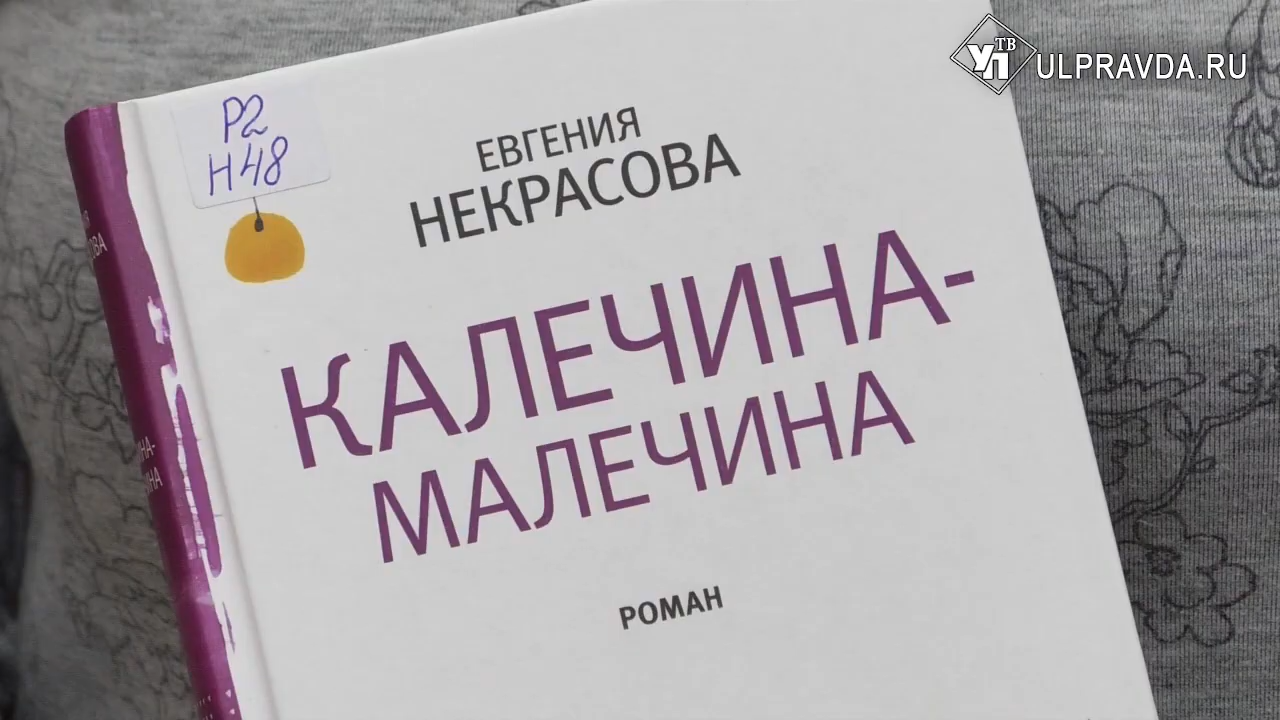 УП ТВ
ULPRAVDA.RU
Р2
Н48
ЕВГЕНИЯ
НЕКРАСОВА
КАЛЕЧИНА-
МАЛЕЧИНА
РОМАН